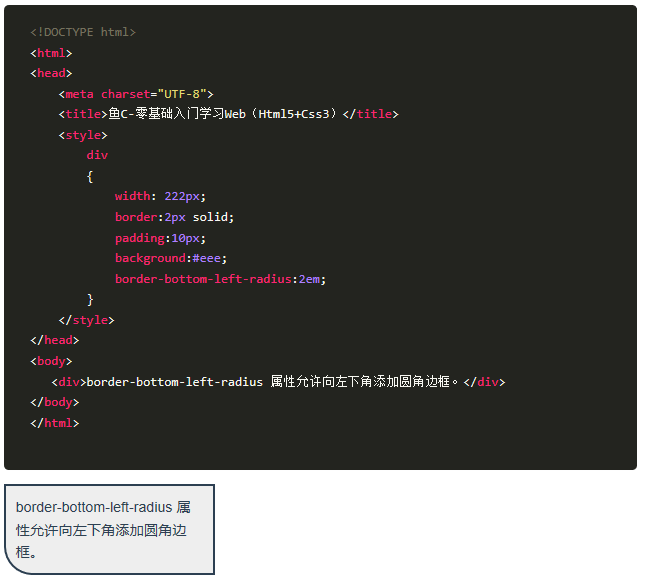 <!DOCTYPE html>
<html>
<head>
    <meta charset="UTF-8">
    <title>鱼C-零基础入门学习Web（Html5+Css3）</title>
    <style>
        div
        {
            width: 222px;
            border:2px solid;
            padding:10px;
            background:#eee;
            border-bottom-left-radius:2em;
        }
    </style>
</head>
<body>
   <div>border-bottom-left-radius 属性允许向左下角添加圆角边框。</div>
</body>
</html>
border-bottom-left-radius 属
性允许向左下角添加圆角边
框。